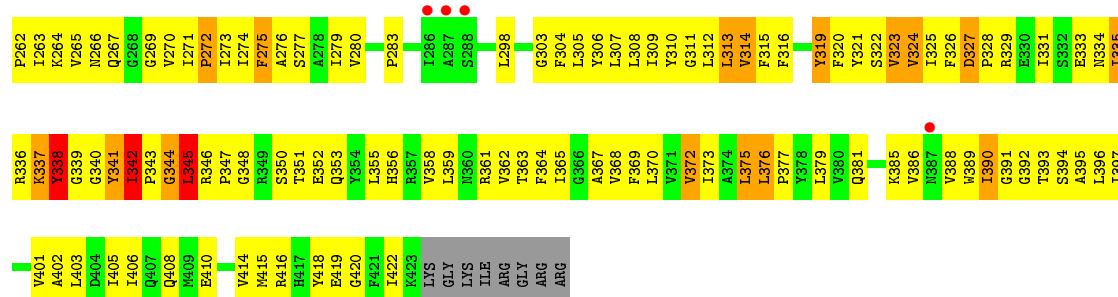 P262 I263 K264 V265 N266 Q267 G268 G269 V270 I271 P272 I273 I274 F275 A276 S277 A278 I279 V280 P283 I286 A287 S288 L298 G303 F304 L305 Y306 L307 L308 I309 Y310 G311 L312 L313 V314 F315 F316 Y319 F320 Y321 S322 V323 V324 I325 F326 D327 P328 R329 E330 I331 S332 E333 N334 I335
R336 K337 Y338 G339 G340 Y341 I342 P343 G344 L345 R346 P347 G348 R349 S350 T351 E352 Q353 Y354 L355 H356 R357 V358 L359 N360 R361 V362 T363 F364 I365 G366 A367 V368 F369 L370 V371 V372 I373 A374 L375 L376 P377 Y378 L379 V380 Q381 K385 V386 N387 V388 W389 I390 G391 G392 T393 S394 A395 L396 I397
V401 A402 L403 D404 I405 I406 Q407 Q408 M409 E410 V414 M415 R416 H417 Y418 E419 G420 F421 I422 K423 LYS GLY LYS ILE ARG GLY ARG ARG